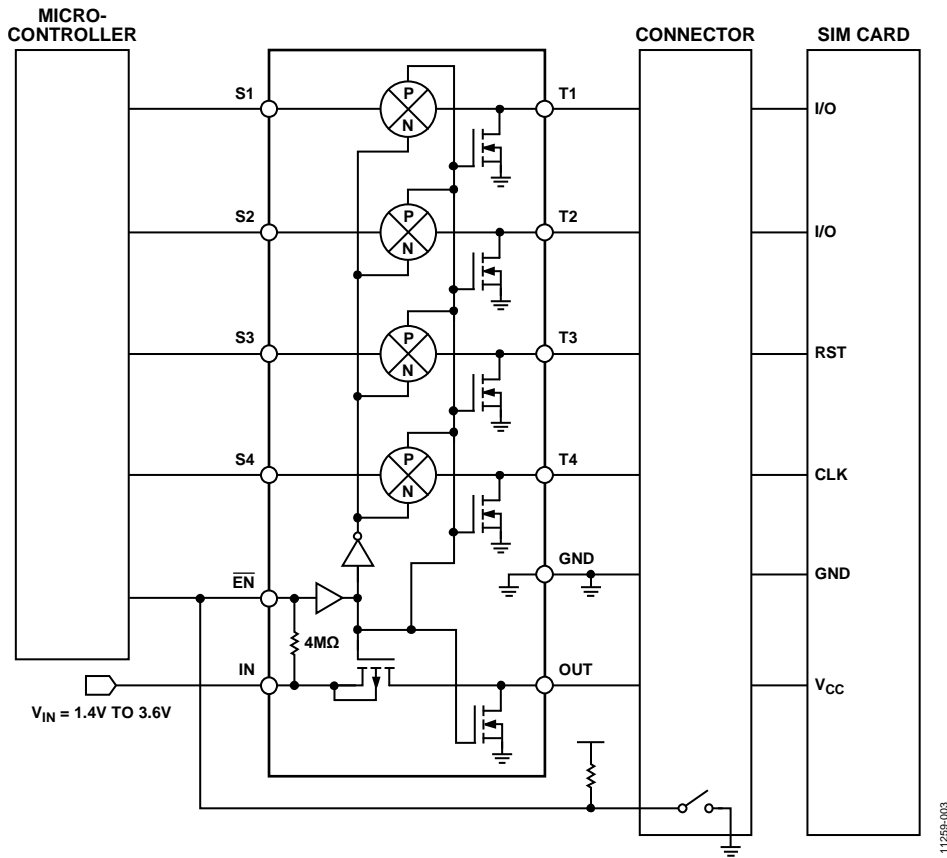 MICRO-
CONTROLLER
CONNECTOR
SIM CARD
S1
P
N
T1
I/O
S2
P
N
T2
I/O
S3
P
N
T3
RST
S4
P
N
T4
CLK
GND
GND
EN
4MΩ
IN
OUT
VCC
VIN = 1.4V TO 3.6V
11259-003